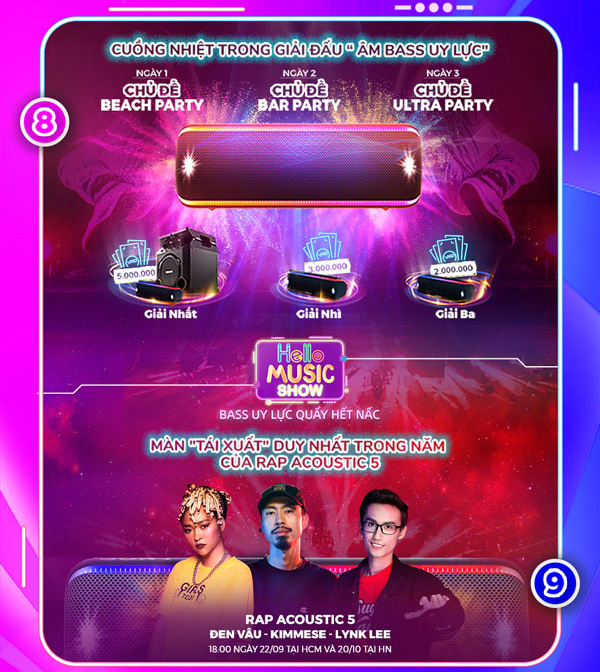 CUỒNG NHIỆT TRONG GIẢI ĐẤU " ÂM BASS UY LỰC"
NGÀY 1
CHỦ ĐỀ
BEACH PARTY
NGÀY 2
CHỦ ĐỀ
BAR PARTY
NGÀY 3
CHỦ ĐỀ
ULTRA PARTY
8
5.000.000
Giải Nhất
3.000.000
Giải Nhì
2.000.000
Giải Ba
Hello
MUSIC
SHOW
BASS UY LỰC QUẨY HẾT NẤC
MÀN "TÁI XUẤT" DUY NHẤT TRONG NĂM
CỦA RAP ACOUSTIC 5
9
RAP ACOUSTIC 5
ĐEN VÂU - KIMMESE - LYNK LEE
18:00 NGÀY 22/09 TẠI HCM VÀ 20/10 TẠI HN